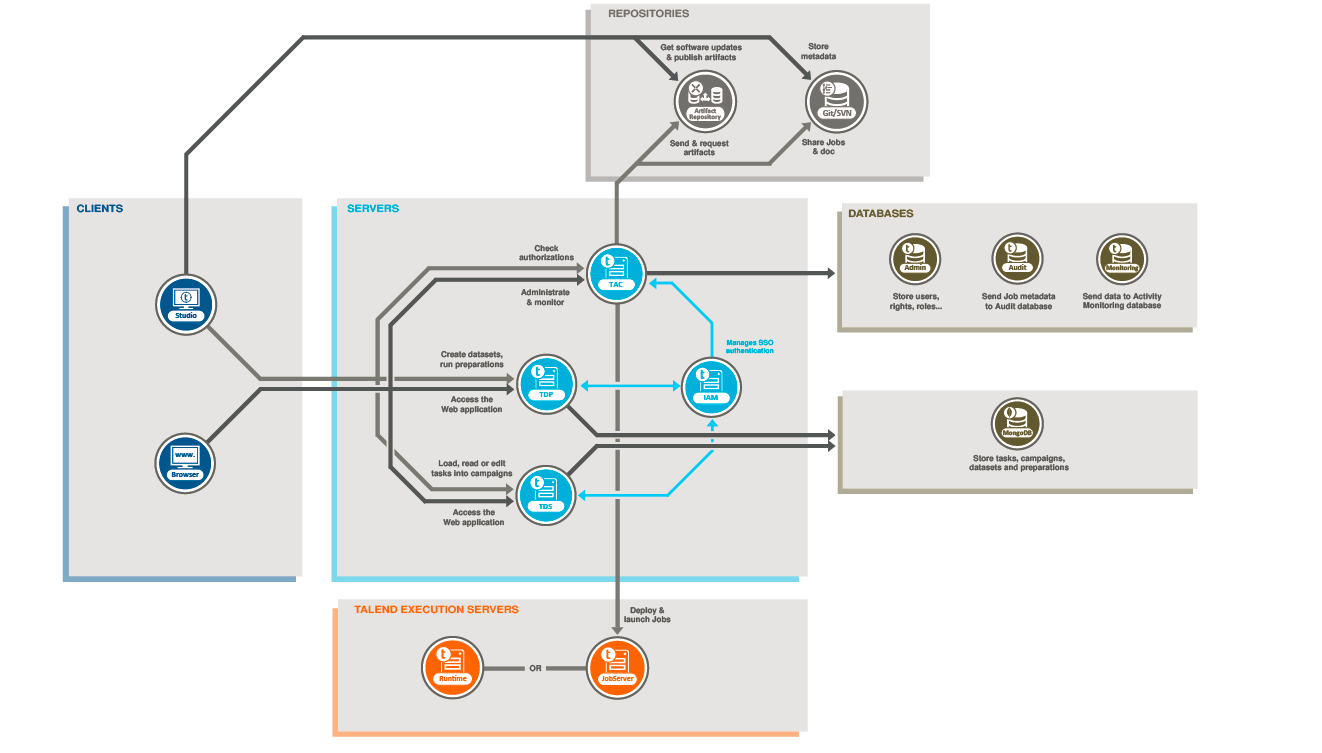 REPOSITORIES
Get software updates
& publish artifacts
Store
metadata
Artifact
Repository
Git/SVN
Send & request
artifacts
Share Jobs
& doc
CLIENTS
t
Studio
www.
Browser
SERVERS
Check
authorizations
Administrate
& monitor
t
TAC
Create datasets,
run preparations
Access the
Web application
t
TDP
Manages SSO
authentication
t
IAM
Load, read or edit
tasks into campaigns
Access the
Web application
t
TDS
DATABASES
t
Admin
Store users,
rights, roles...
t
Audit
Send Job metadata
to Audit database
t
Monitoring
Send data to Activity
Monitoring database
MongoDB
Store tasks, campaigns,
datasets and preparations
TALEND EXECUTION SERVERS
Deploy &
launch Jobs
t
Runtime
OR
t
JobServer